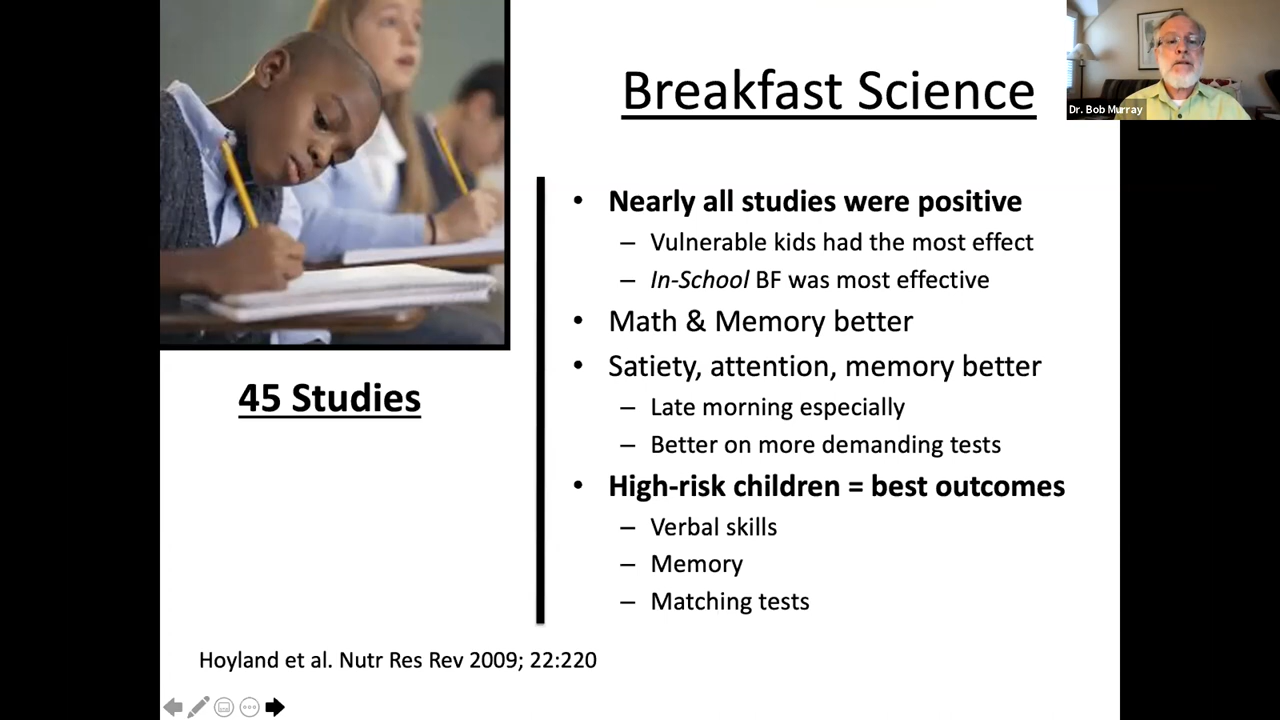 Breakfast Science
Dr. Bob Murray
• Nearly all studies were positive
– Vulnerable kids had the most effect
– In-School BF was most effective
• Math & Memory better
• Satiety, attention, memory better
– Late morning especially
– Better on more demanding tests
• High-risk children = best outcomes
– Verbal skills
– Memory
– Matching tests
45 Studies
Hoyland et al. Nutr Res Rev 2009; 22:220